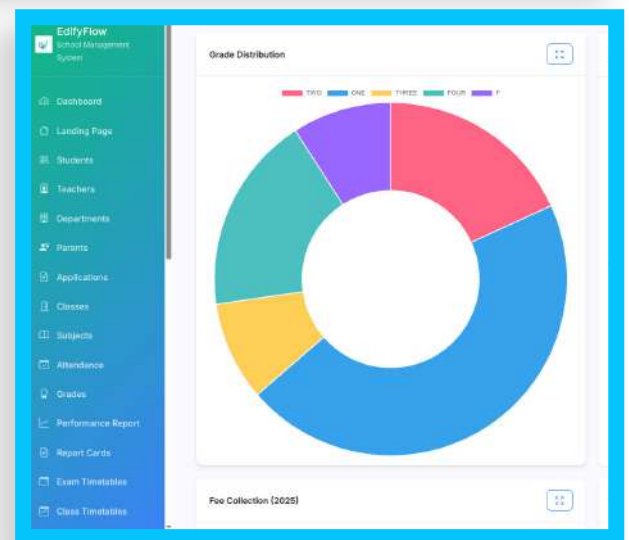 EdifyFlow
School Management
System
Dashboard
Landing Page
Students
Teachers
Departments
Parents
Applications
Classes
Subjects
Attendance
Grades
Performance Report
Report Cards
Exam Timetables
Class Timetables
Grade Distribution
TWO ONE THREE FOUR F
Fee Collection (2025)